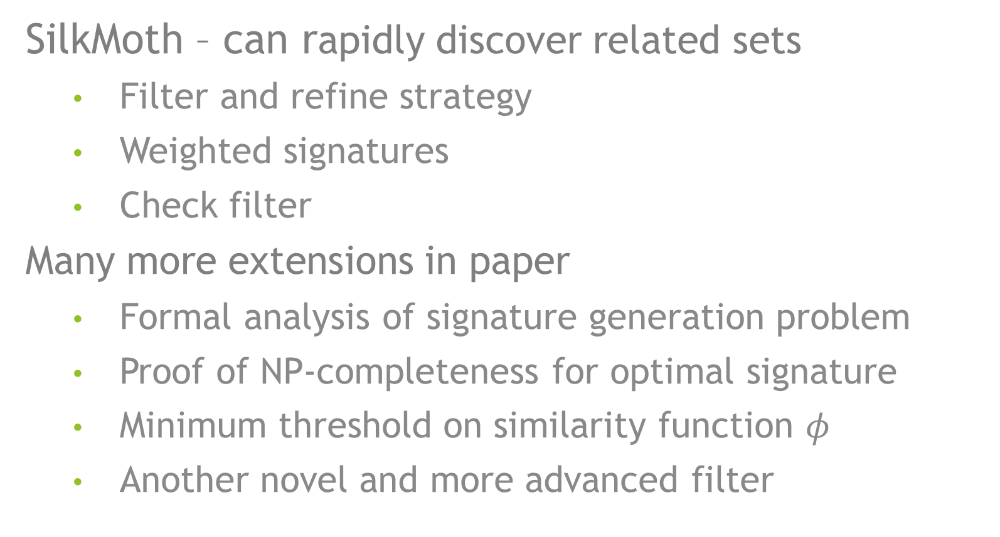 SilkMoth – can rapidly discover related sets
• Filter and refine strategy
• Weighted signatures
• Check filter
Many more extensions in paper
• Formal analysis of signature generation problem
• Proof of NP-completeness for optimal signature
• Minimum threshold on similarity function ϕ
• Another novel and more advanced filter